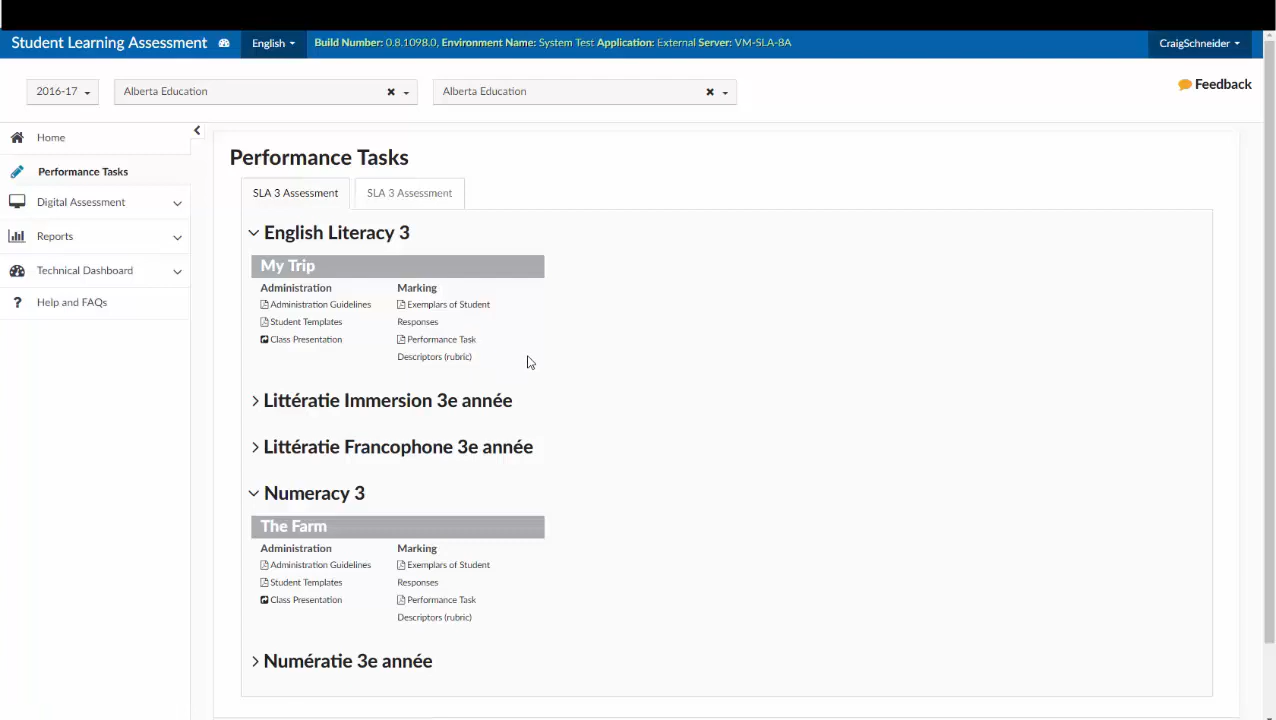 Student Learning Assessment
English
Build Number: 0.8.1098.0, Environment Name: System Test Application: External Server: VM-SLA-8A
CraigSchneider
2016-17
Alberta Education
Alberta Education
Feedback
Home
Performance Tasks
Digital Assessment
Reports
Technical Dashboard
Help and FAQs
Performance Tasks
SLA 3 Assessment
SLA 3 Assessment
English Literacy 3
My Trip
Administration
Administration Guidelines
Student Templates
Class Presentation
Marking
Exemplars of Student
Responses
Performance Task
Descriptors (rubric)
Littératie Immersion 3e année
Littératie Francophone 3e année
Numeracy 3
The Farm
Administration
Administration Guidelines
Student Templates
Class Presentation
Marking
Exemplars of Student
Responses
Performance Task
Descriptors (rubric)
Numératie 3e année